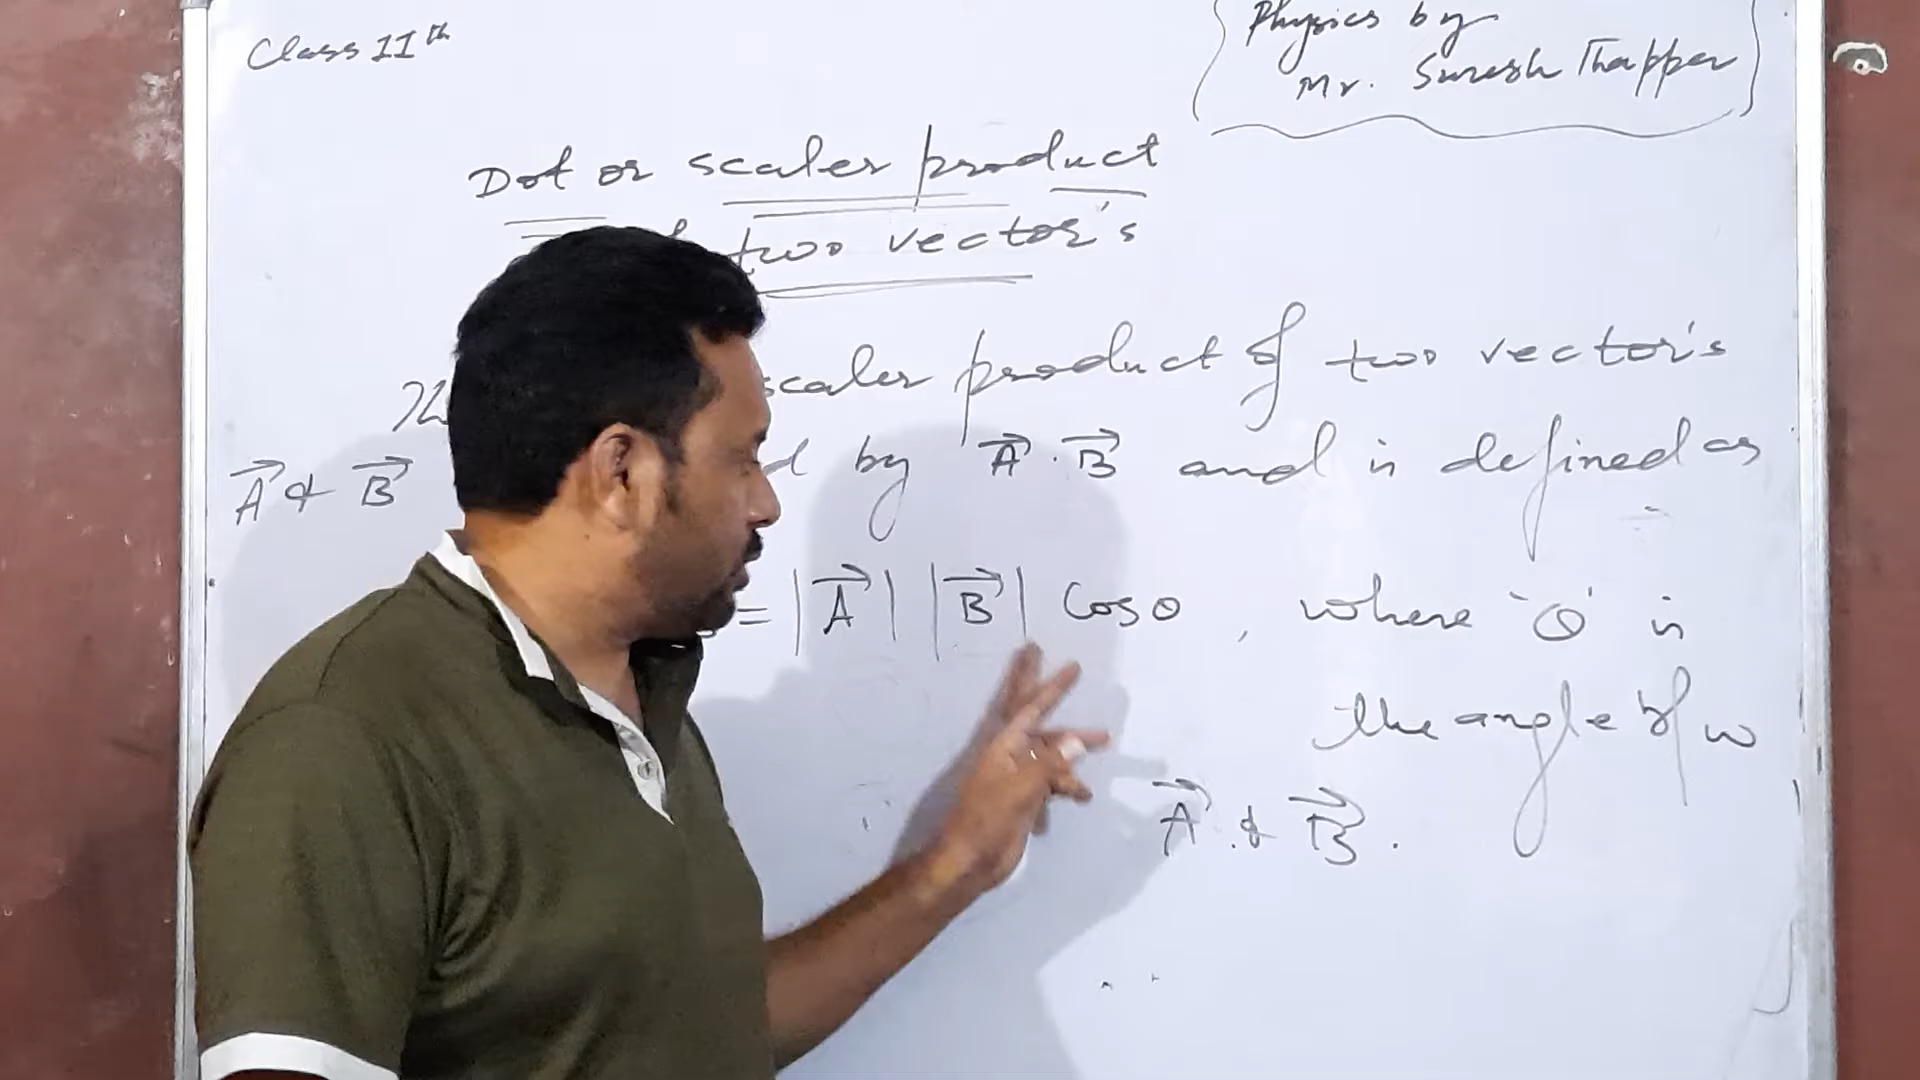 Class 11th
Physics by
Mr. Suresh Thapper
Dot or scaler product
two vector's
scaler product of two vector's
A⃗ & B⃗ by A⃗ · B⃗ and is defined as
= |A⃗| |B⃗| Cosθ , where 'θ' is
the angle b/w
A⃗ & B⃗ .